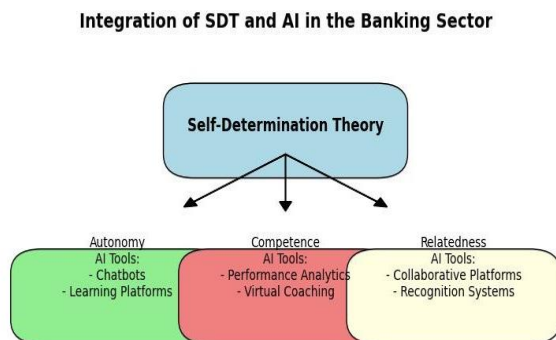 Integration of SDT and AI in the Banking Sector
Self-Determination Theory
Autonomy
AI Tools:
- Chatbots
- Learning Platforms
Competence
AI Tools:
- Performance Analytics
- Virtual Coaching
Relatedness
AI Tools:
- Collaborative Platforms
- Recognition Systems